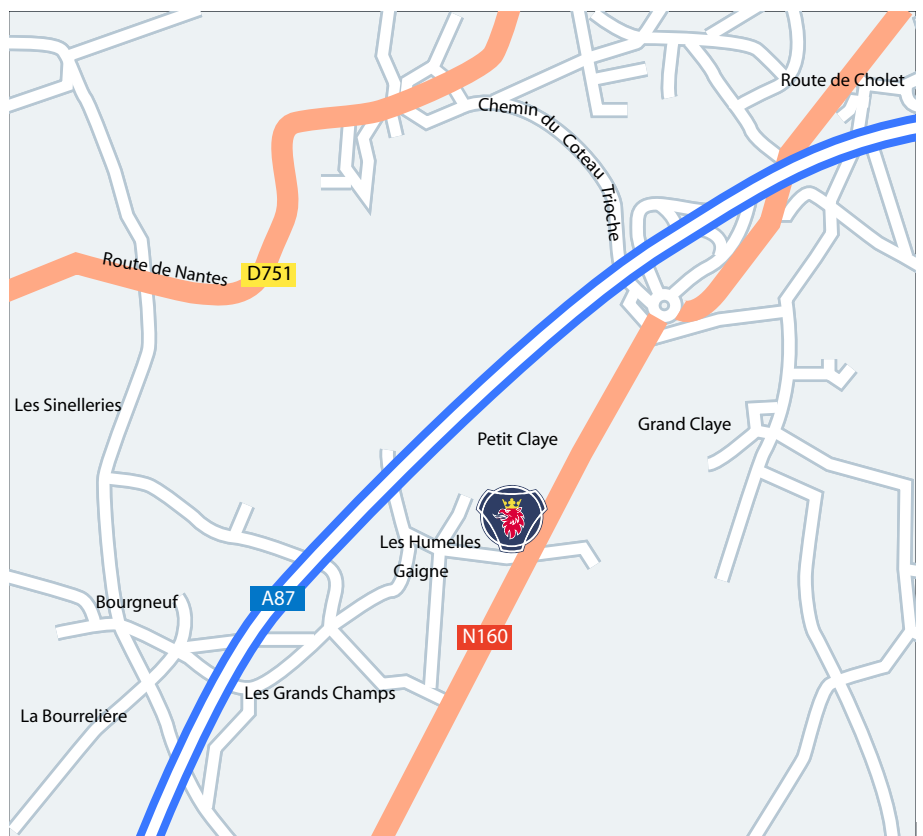 Route de Cholet
Chemin du Coteau Trioche
Route de Nantes
D751
Les Sinelleries
Petit Claye
Grand Claye
Les Humelles
Gaigne
A87
Bourgneuf
N160
Les Grands Champs
La Bourrelière